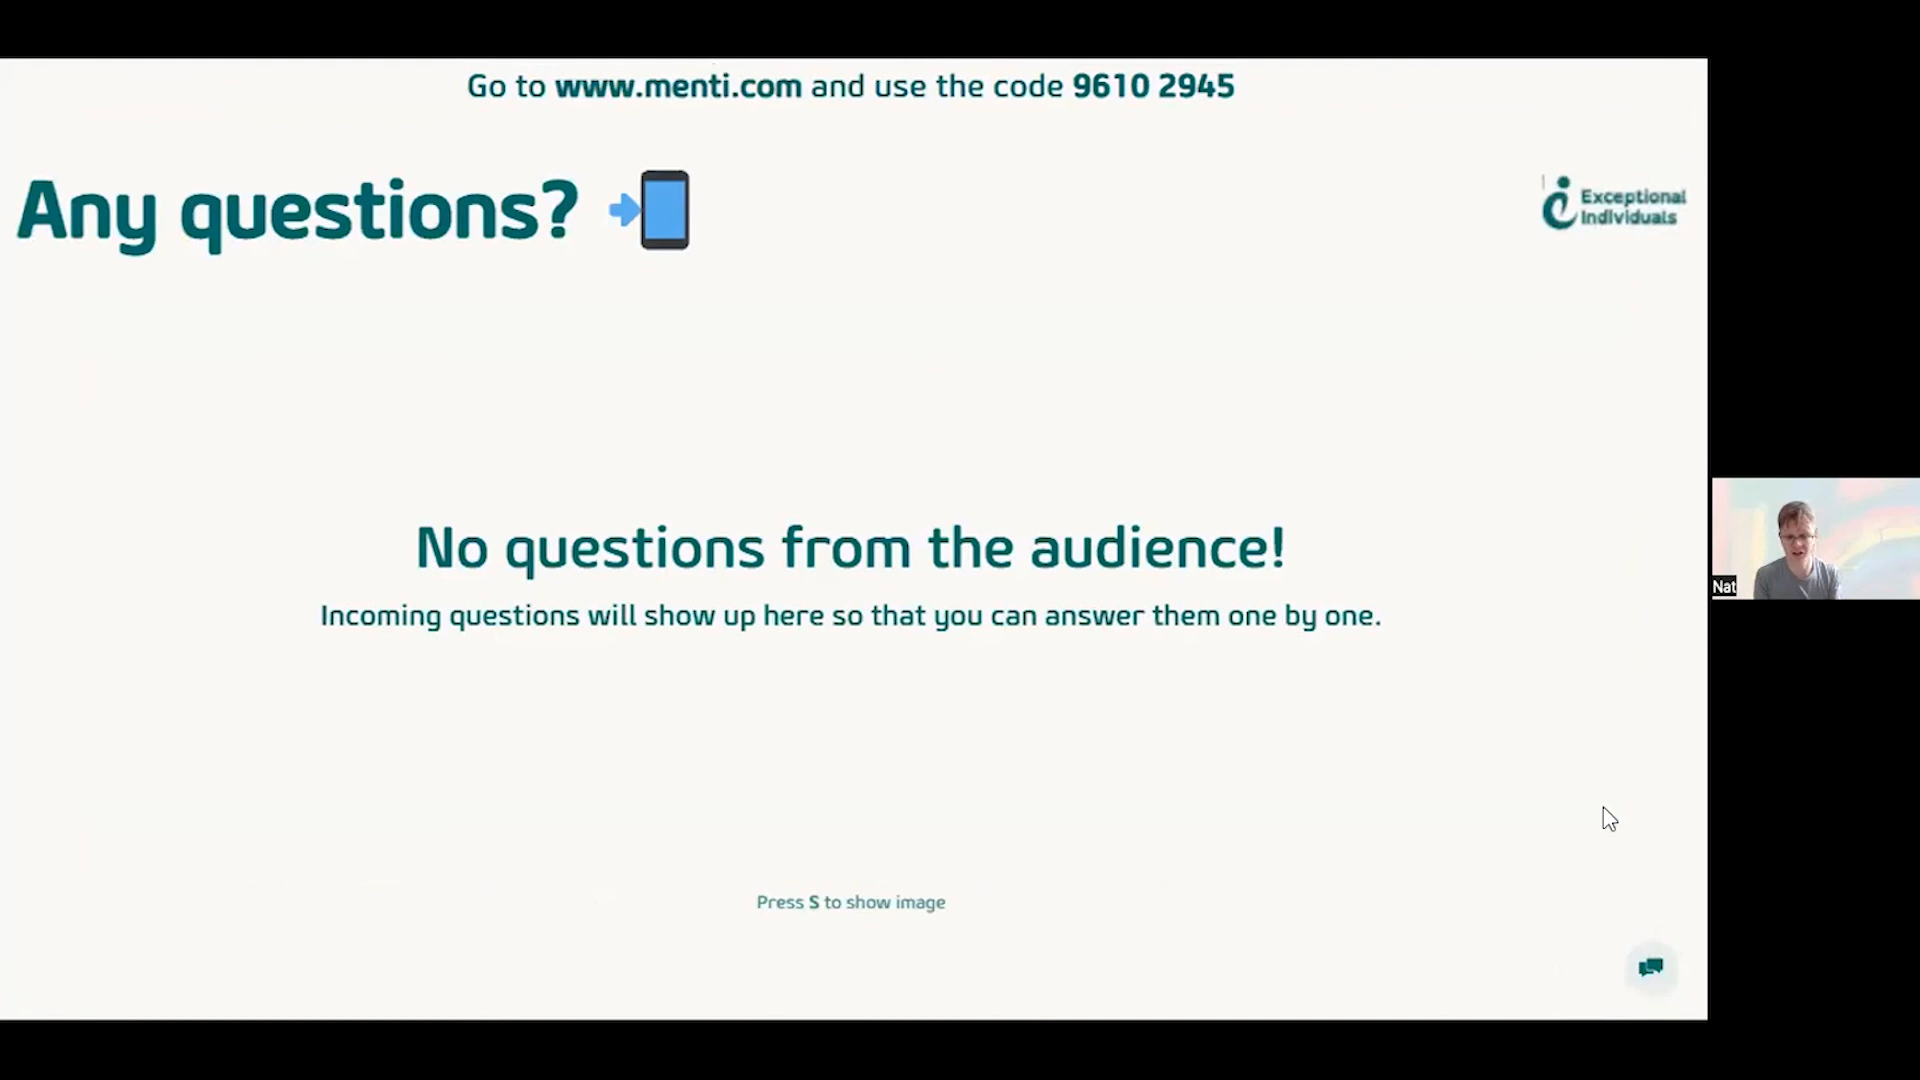 Go to www.menti.com and use the code 9610 2945
Any questions?
Exceptional
Individuals
No questions from the audience!
Incoming questions will show up here so that you can answer them one by one.
Nat
Press S to show image